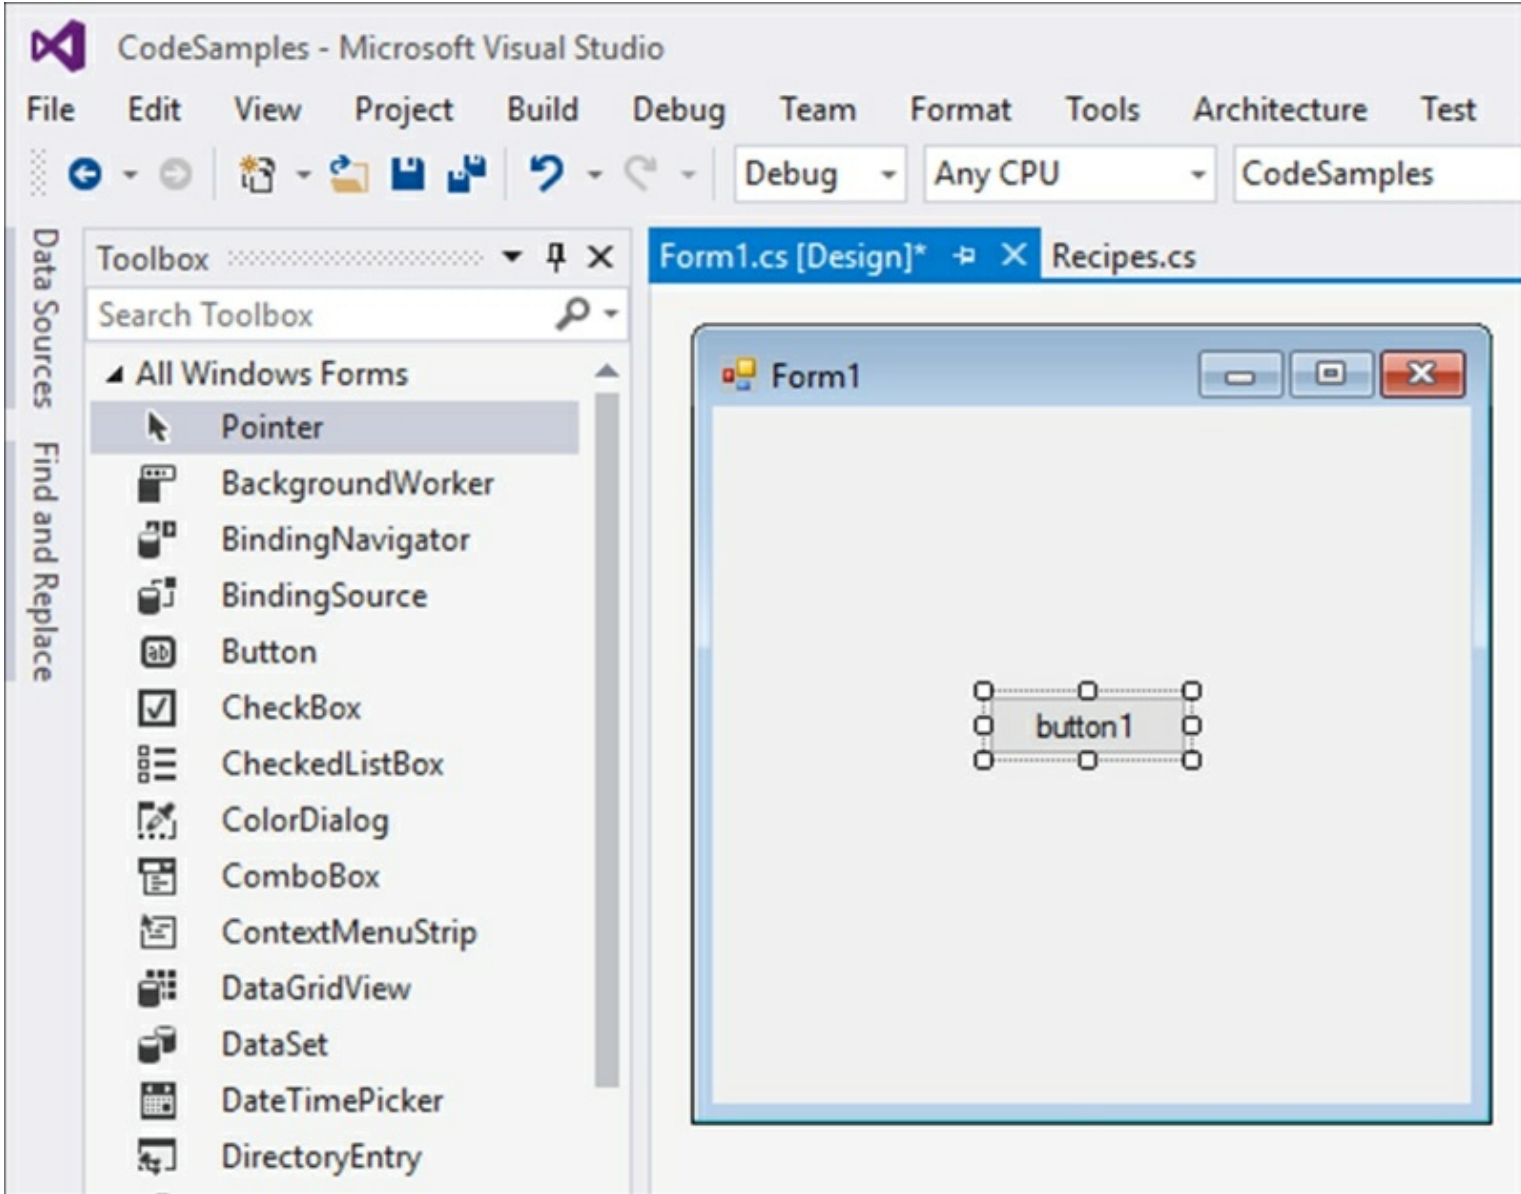 CodeSamples - Microsoft Visual Studio
File Edit View Project Build Debug Team Format Tools Architecture Test
Debug Any CPU CodeSamples
Data Sources
Find and Replace
Toolbox
Search Toolbox
All Windows Forms
Pointer
BackgroundWorker
BindingNavigator
BindingSource
Button
CheckBox
CheckedListBox
ColorDialog
ComboBox
ContextMenuStrip
DataGridView
DataSet
DateTimePicker
DirectoryEntry
Form1.cs [Design]* Recipes.cs
Form1
button1